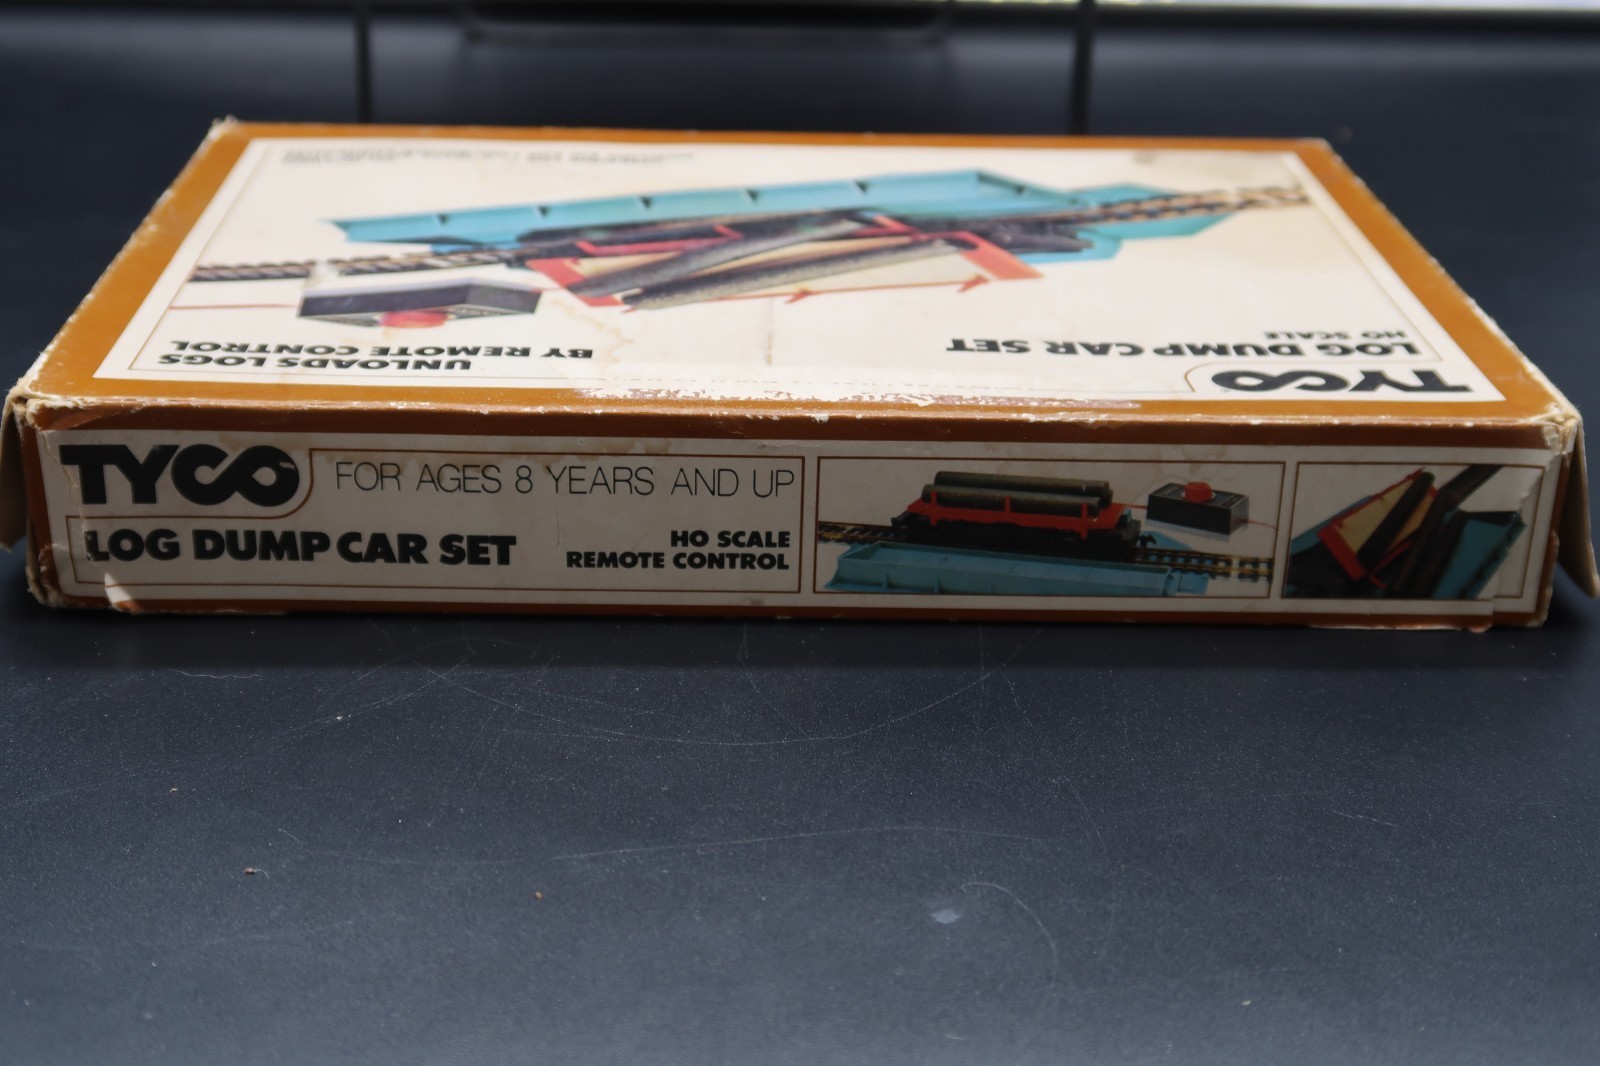 TYCO
LOG DUMP CAR SET
HO SCALE
UNLOADS LOGS
BY REMOTE CONTROL
TYCO
FOR AGES 8 YEARS AND UP
LOG DUMP CAR SET
HO SCALE
REMOTE CONTROL